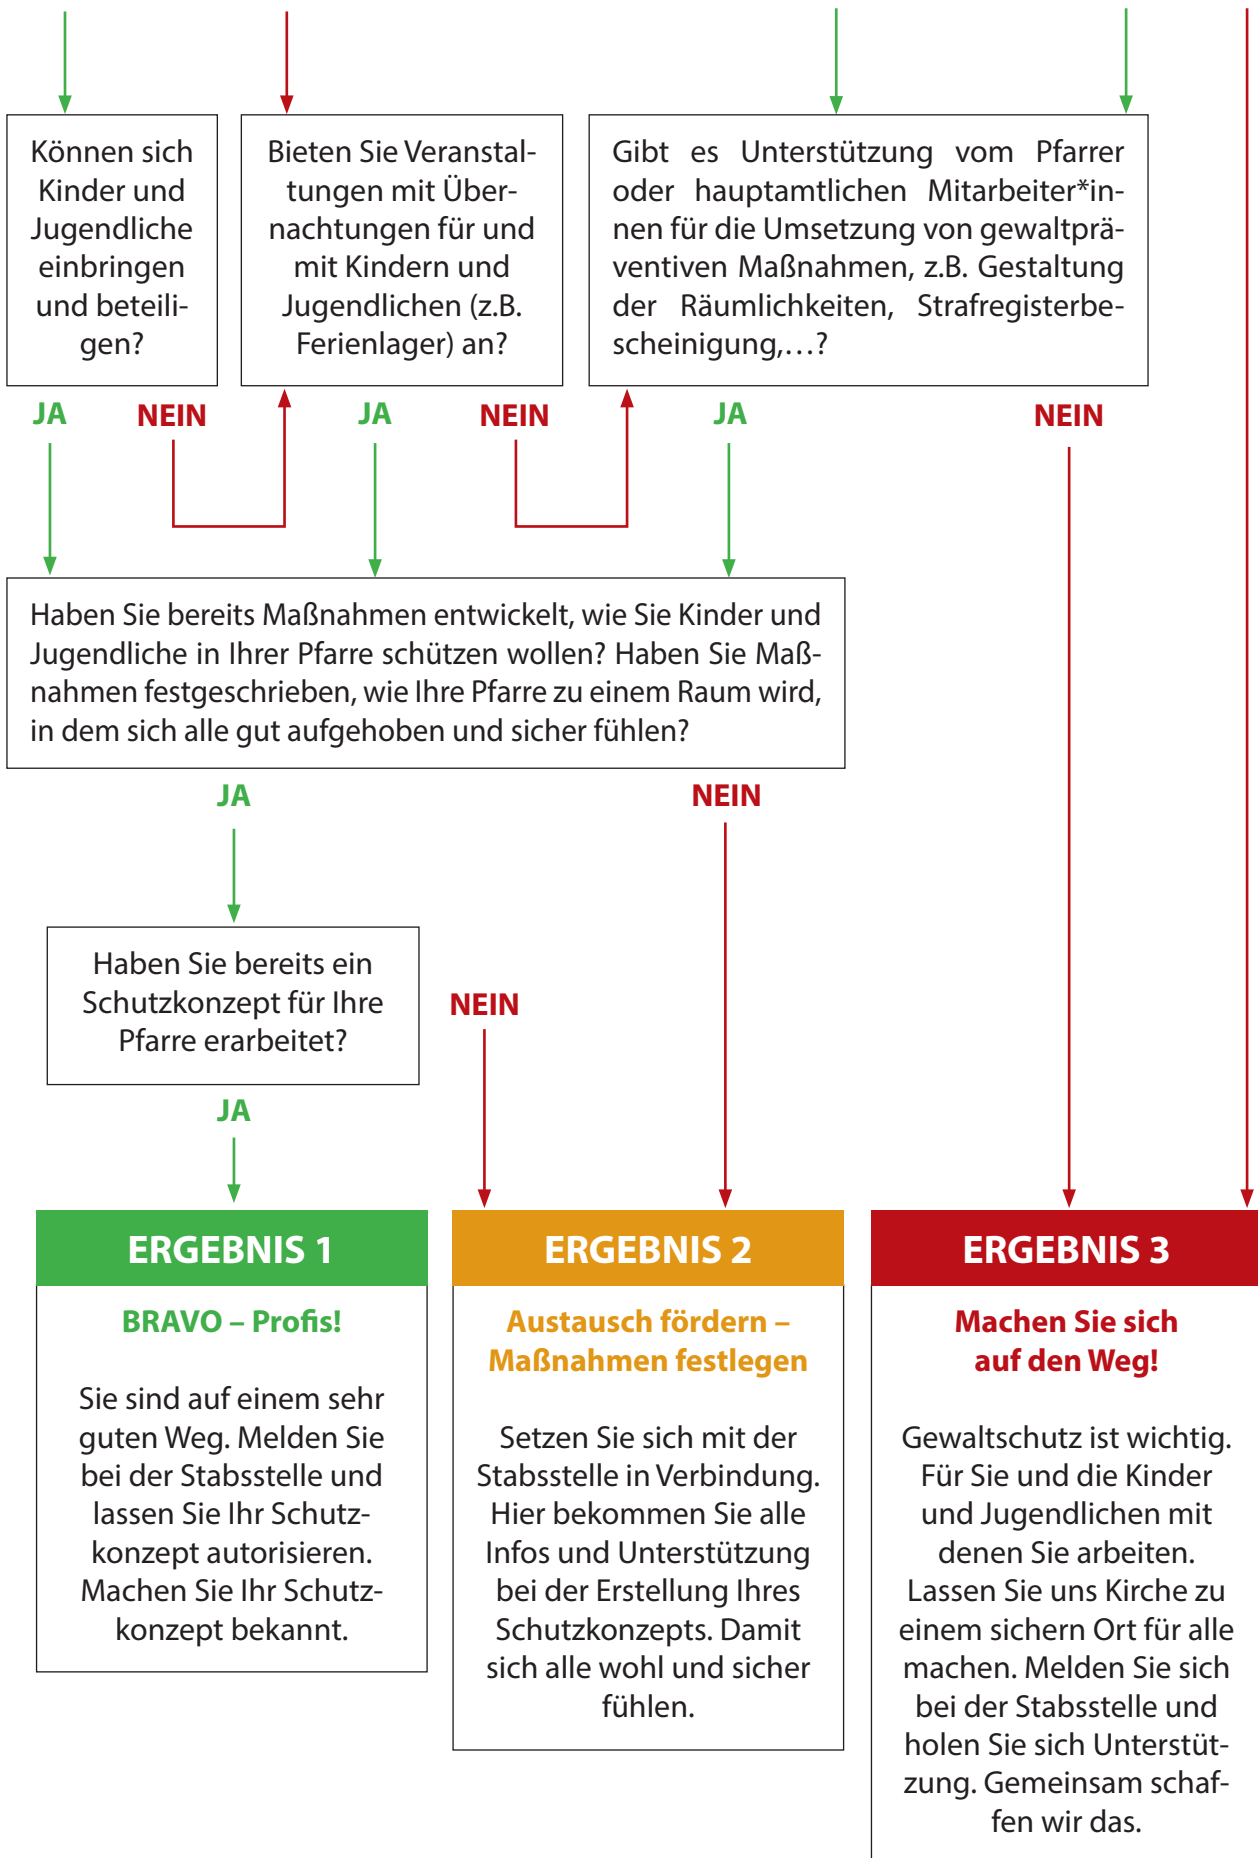 Können sich
Kinder und
Jugendliche
einbringen
und beteili-
gen?
Bieten Sie Veranstal-
tungen mit Über-
nachtungen für und
mit Kindern und
Jugendlichen (z.B.
Ferienlager) an?
Gibt es Unterstützung vom Pfarrer
oder hauptamtlichen Mitarbeiter*in-
nen für die Umsetzung von gewaltprä-
ventiven Maßnahmen, z.B. Gestaltung
der Räumlichkeiten, Strafregisterbe-
scheinigung,…?
JA
NEIN
JA
NEIN
JA
NEIN
Haben Sie bereits Maßnahmen entwickelt, wie Sie Kinder und
Jugendliche in Ihrer Pfarre schützen wollen? Haben Sie Maß-
nahmen festgeschrieben, wie Ihre Pfarre zu einem Raum wird,
in dem sich alle gut aufgehoben und sicher fühlen?
JA
NEIN
Haben Sie bereits ein
Schutzkonzept für Ihre
Pfarre erarbeitet?
NEIN
JA
ERGEBNIS 1
BRAVO – Profis!
Sie sind auf einem sehr
guten Weg. Melden Sie
bei der Stabsstelle und
lassen Sie Ihr Schutz-
konzept autorisieren.
Machen Sie Ihr Schutz-
konzept bekannt.
ERGEBNIS 2
Austausch fördern –
Maßnahmen festlegen
Setzen Sie sich mit der
Stabsstelle in Verbindung.
Hier bekommen Sie alle
Infos und Unterstützung
bei der Erstellung Ihres
Schutzkonzepts. Damit
sich alle wohl und sicher
fühlen.
ERGEBNIS 3
Machen Sie sich
auf den Weg!
Gewaltschutz ist wichtig.
Für Sie und die Kinder
und Jugendlichen mit
denen Sie arbeiten.
Lassen Sie uns Kirche zu
einem sichern Ort für alle
machen. Melden Sie sich
bei der Stabsstelle und
holen Sie sich Unterstüt-
zung. Gemeinsam schaf-
fen wir das.